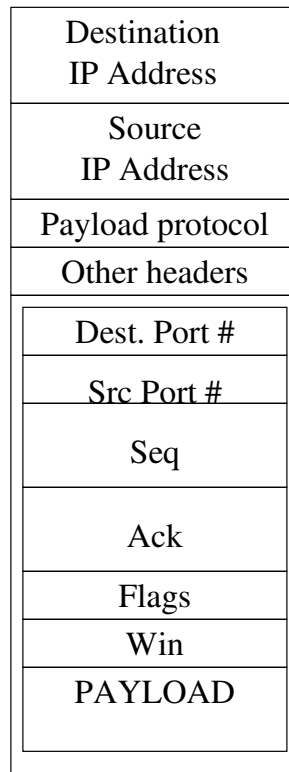 Destination
IP Address
Source
IP Address
Payload protocol
Other headers
Dest. Port #
Src Port #
Seq
Ack
Flags
Win
PAYLOAD